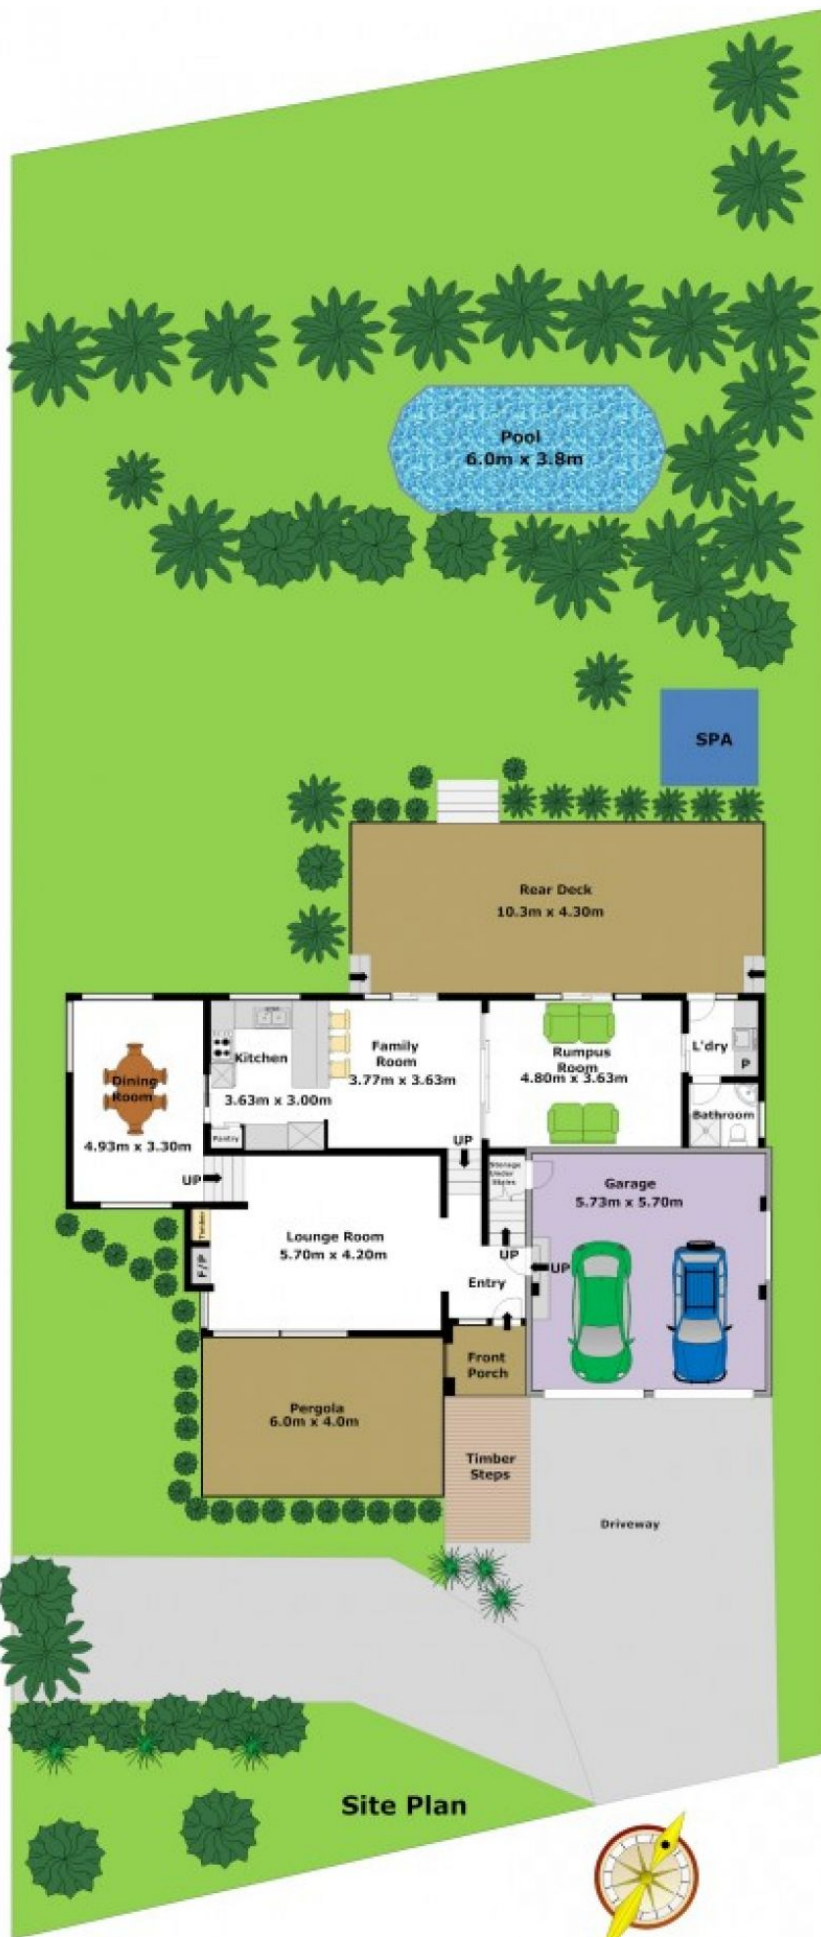 Pool
6.0m x 3.8m
SPA
Rear Deck
10.3m x 4.30m
Kitchen
3.63m x 3.00m
Family
Room
3.77m x 3.63m
Rumpus
Room
4.80m x 3.63m
L'dry
P
Dining
Room
4.93m x 3.30m
Pantry
Bathroom
UP
UP
Storage
Under
Stairs
Garage
5.73m x 5.70m
Lounge Room
5.70m x 4.20m
F/P
UP
UP
Entry
Front
Porch
Pergola
6.0m x 4.0m
Timber
Steps
Driveway
Site Plan